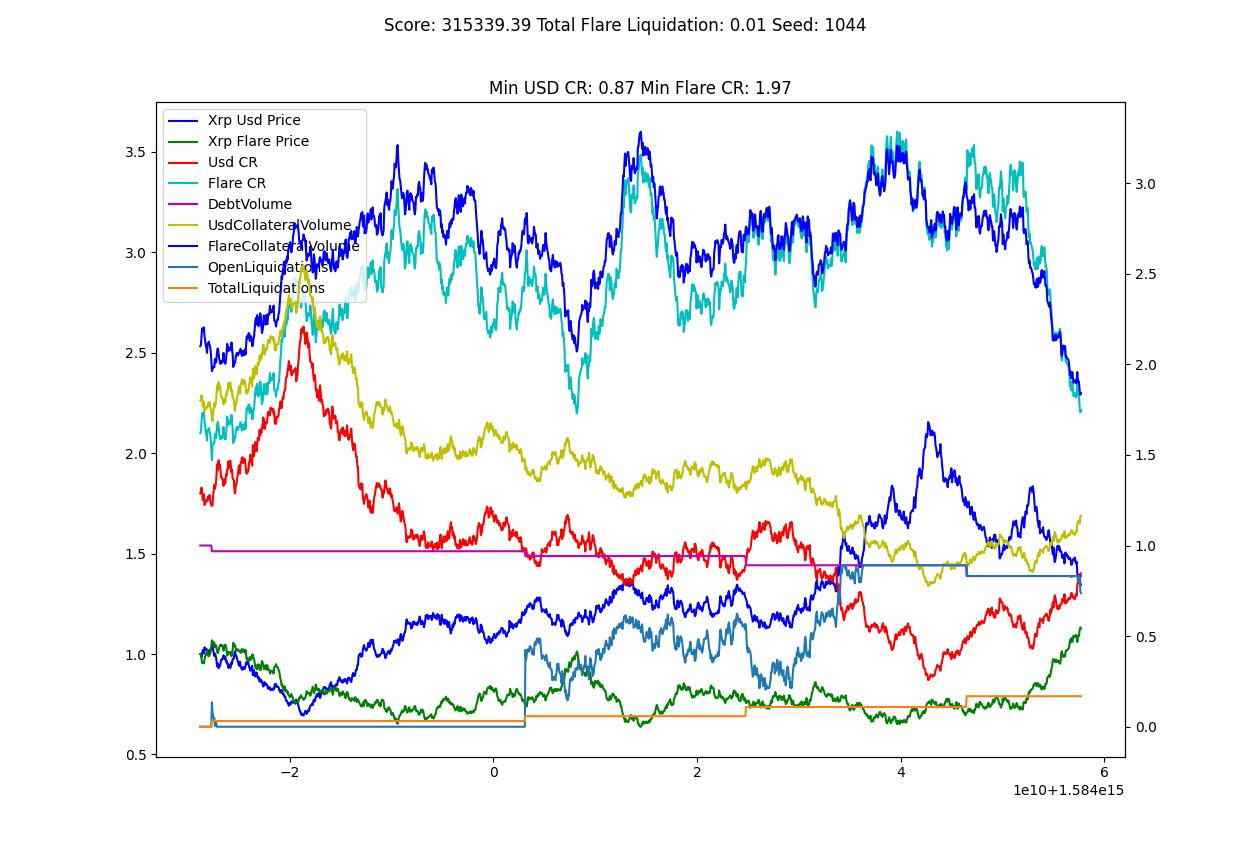 Score: 315339.39 Total Flare Liquidation: 0.01 Seed: 1044
Min USD CR: 0.87 Min Flare CR: 1.97
Xrp Usd Price
Xrp Flare Price
Usd CR
Flare CR
DebtVolume
UsdCollateralVolume
FlareCollateralVolume
OpenLiquidations
TotalLiquidations
3.5
3.0
2.5
2.0
1.5
1.0
0.5
3.0
2.5
2.0
1.5
1.0
0.5
0.0
−2 0 2 4 6
1e10+1.584e15